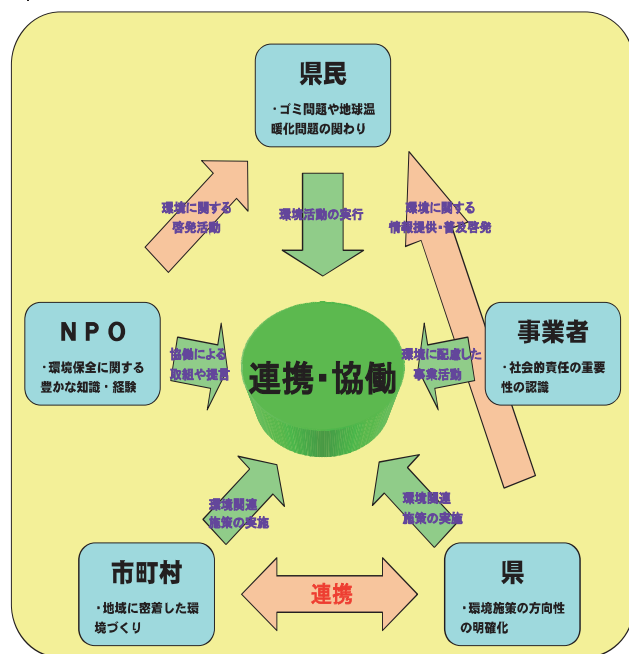 県民
・ゴミ問題や地球温
暖化問題の関わり
環境に関する
啓発活動
環境活動の実行
環境に関する
情報提供・普及啓発
NPO
・環境保全に関する
豊かな知識・経験
協働による
取組や提言
連携・協働
環境に配慮した
事業活動
事業者
・社会的責任の重要
性の認識
環境関連
施策の実施
環境関連
施策の実施
市町村
・地域に密着した環
境づくり
連携
県
・環境施策の方向性
の明確化